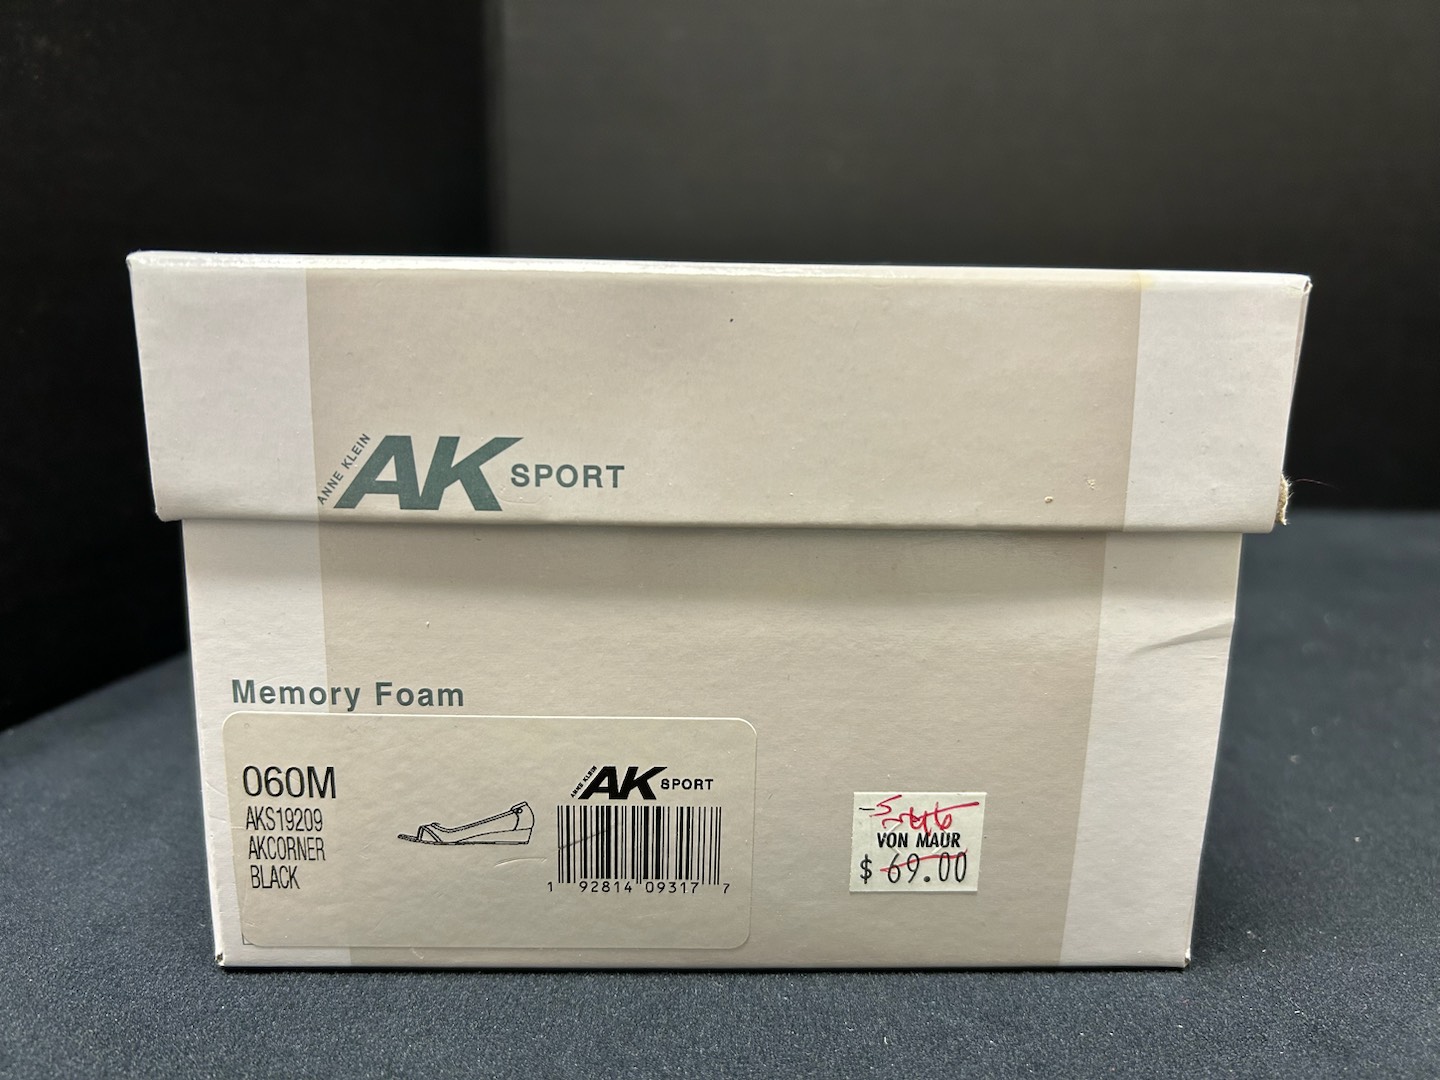 ANNE KLEIN AK SPORT
Memory Foam
060M
AKS19209
AKCORNER
BLACK
ANNE KLEIN AK SPORT
1 92814 09317 7
VON MAUR
$ 69.00